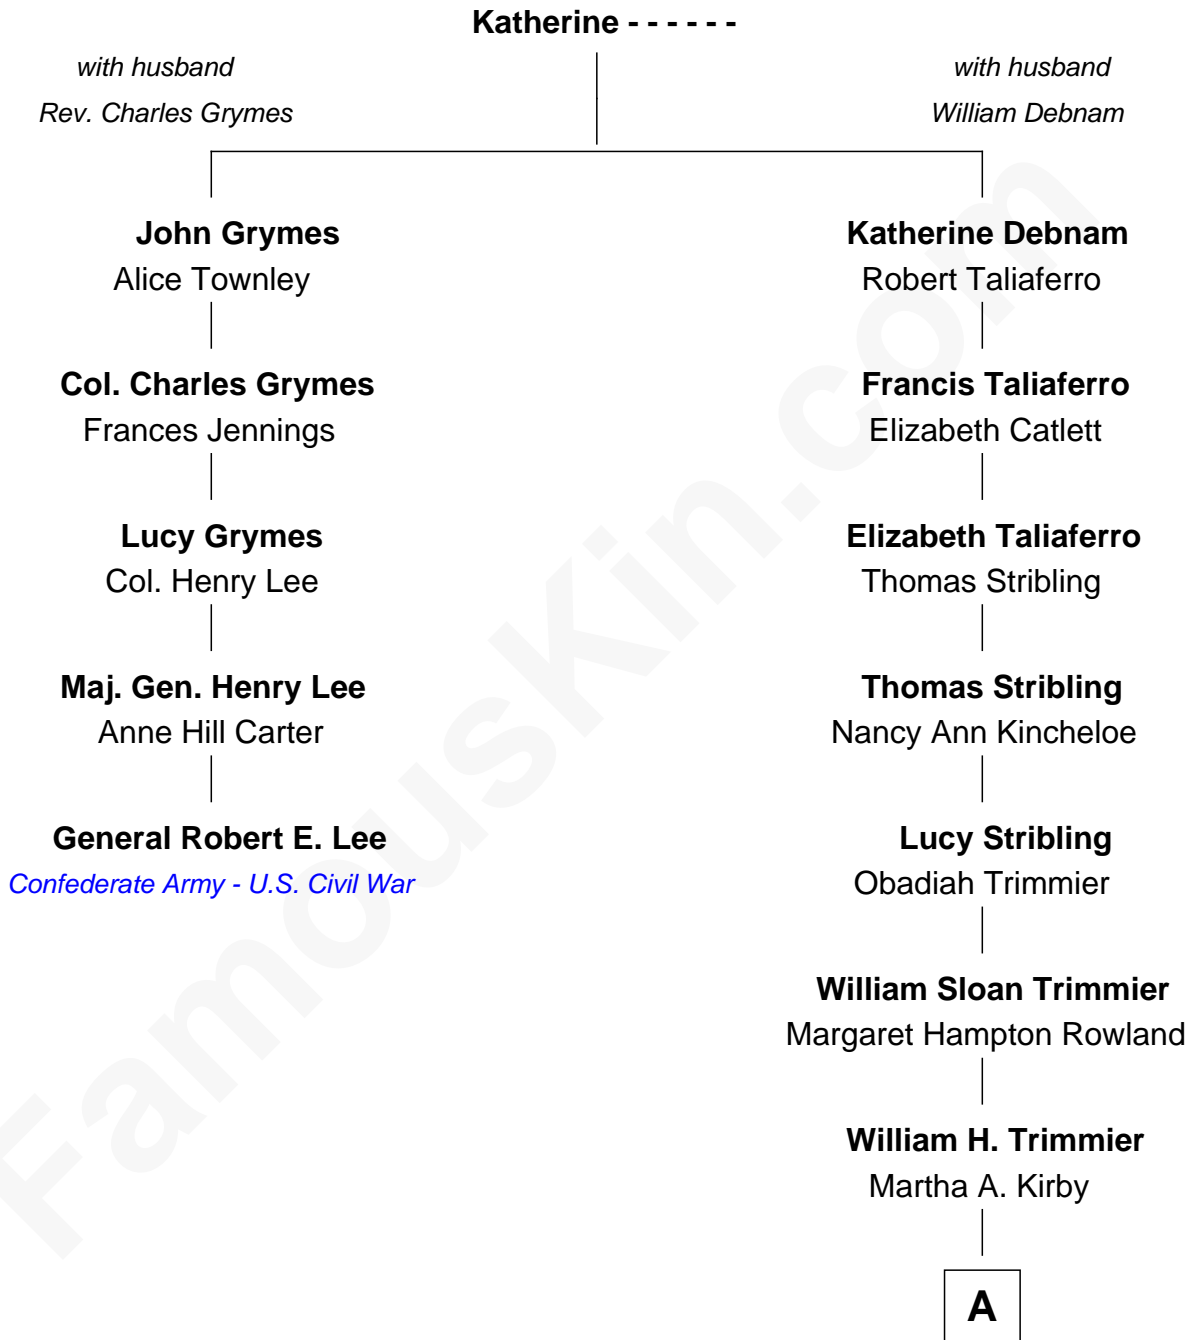 Katherine - - - - - -
with husband
Rev. Charles Grymes
with husband
William Debnam
John Grymes
Alice Townley
Katherine Debnam
Robert Taliaferro
Col. Charles Grymes
Frances Jennings
Francis Taliaferro
Elizabeth Catlett
Lucy Grymes
Col. Henry Lee
Elizabeth Taliaferro
Thomas Stribling
Maj. Gen. Henry Lee
Anne Hill Carter
Thomas Stribling
Nancy Ann Kincheloe
General Robert E. Lee
Confederate Army - U.S. Civil War
Lucy Stribling
Obadiah Trimmier
William Sloan Trimmier
Margaret Hampton Rowland
William H. Trimmier
Martha A. Kirby
A
FamousKin.com